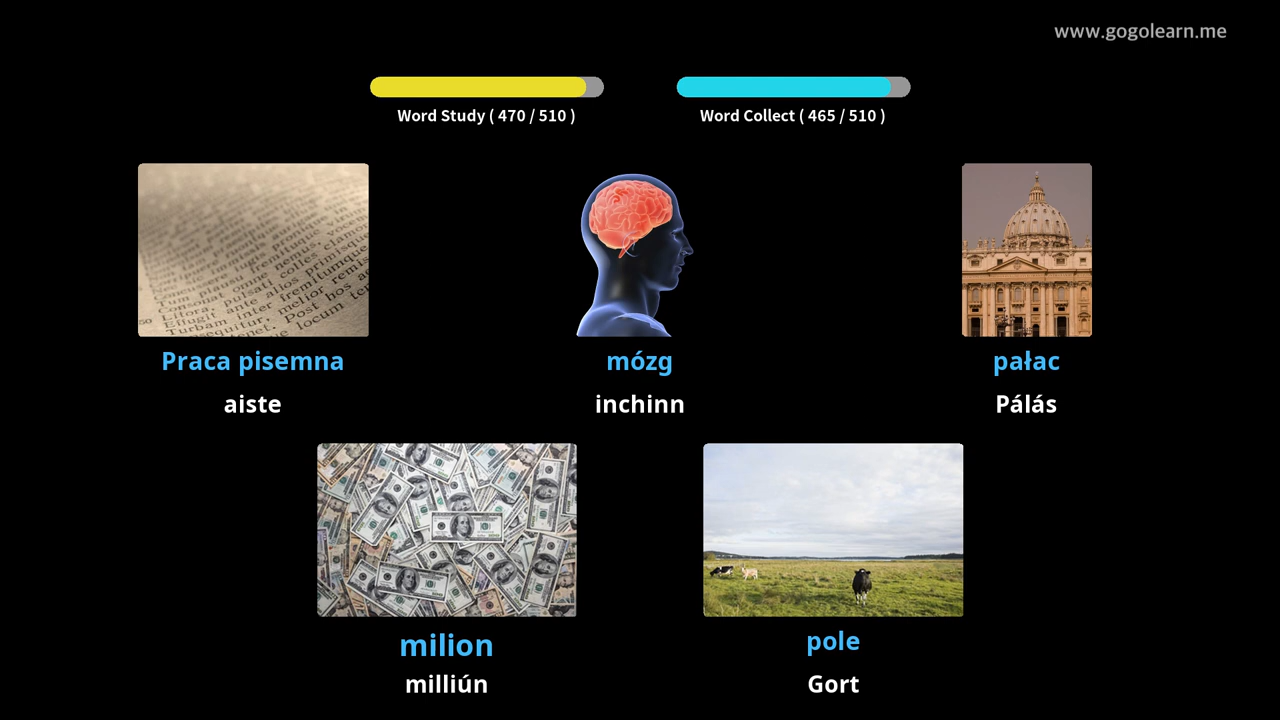 www.gogolearn.me
Word Study ( 470 / 510 )
Word Collect ( 465 / 510 )
Praca pisemna
aiste
mózg
inchinn
pałac
Pálás
milion
milliún
pole
Gort